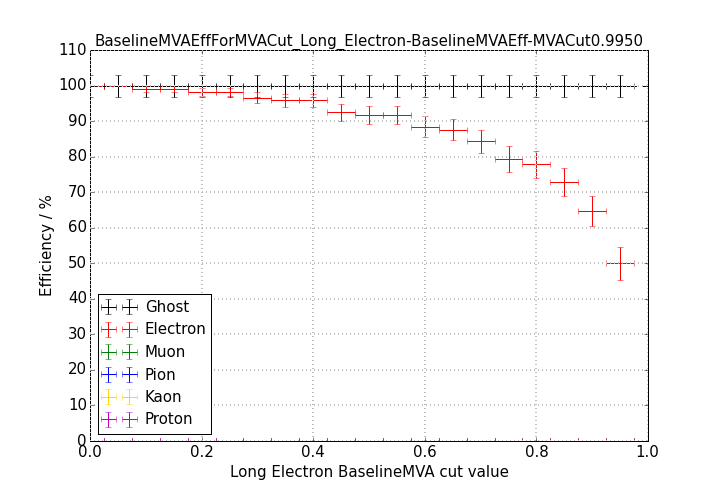 BaselineMVAEffForMVACut_Long_Electron-BaselineMVAEff-MVACut0.9950
110
100
90
80
70
60
50
40
30
20
10
0
Efficiency / %
Ghost
Electron
Muon
Pion
Kaon
Proton
0.0 0.2 0.4 0.6 0.8 1.0
Long Electron BaselineMVA cut value